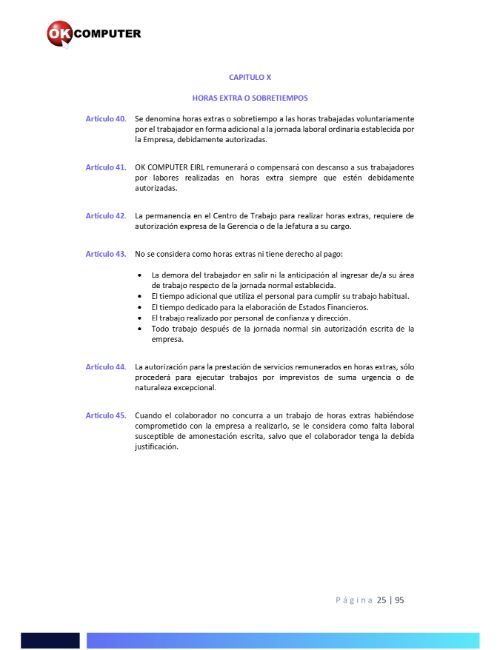 OK COMPUTER
CAPITULO X
HORAS EXTRA O SOBRETIEMPOS
Artículo 40. Se denomina horas extras o sobretiempo a las horas trabajadas voluntariamente
por el trabajador en forma adicional a la jornada laboral ordinaria establecida por
la Empresa, debidamente autorizadas.
Artículo 41. OK COMPUTER EIRL remunerará o compensará con descanso a sus trabajadores
por labores realizadas en horas extra siempre que estén debidamente
autorizadas.
Artículo 42. La permanencia en el Centro de Trabajo para realizar horas extras, requiere de
autorización expresa de la Gerencia o de la Jefatura a su cargo.
Artículo 43. No se considera como horas extras ni tiene derecho al pago:
• La demora del trabajador en salir ni la anticipación al ingresar de/a su área
de trabajo respecto de la jornada normal establecida.
• El tiempo adicional que utiliza el personal para cumplir su trabajo habitual.
• El tiempo dedicado para la elaboración de Estados Financieros.
• El trabajo realizado por personal de confianza y dirección.
• Todo trabajo después de la jornada normal sin autorización escrita de la
empresa.
Artículo 44. La autorización para la prestación de servicios remunerados en horas extras, sólo
procederá para ejecutar trabajos por imprevistos de suma urgencia o de
naturaleza excepcional.
Artículo 45. Cuando el colaborador no concurra a un trabajo de horas extras habiéndose
comprometido con la empresa a realizarlo, se le considera como falta laboral
susceptible de amonestación escrita, salvo que el colaborador tenga la debida
justificación.
Página 25 | 95